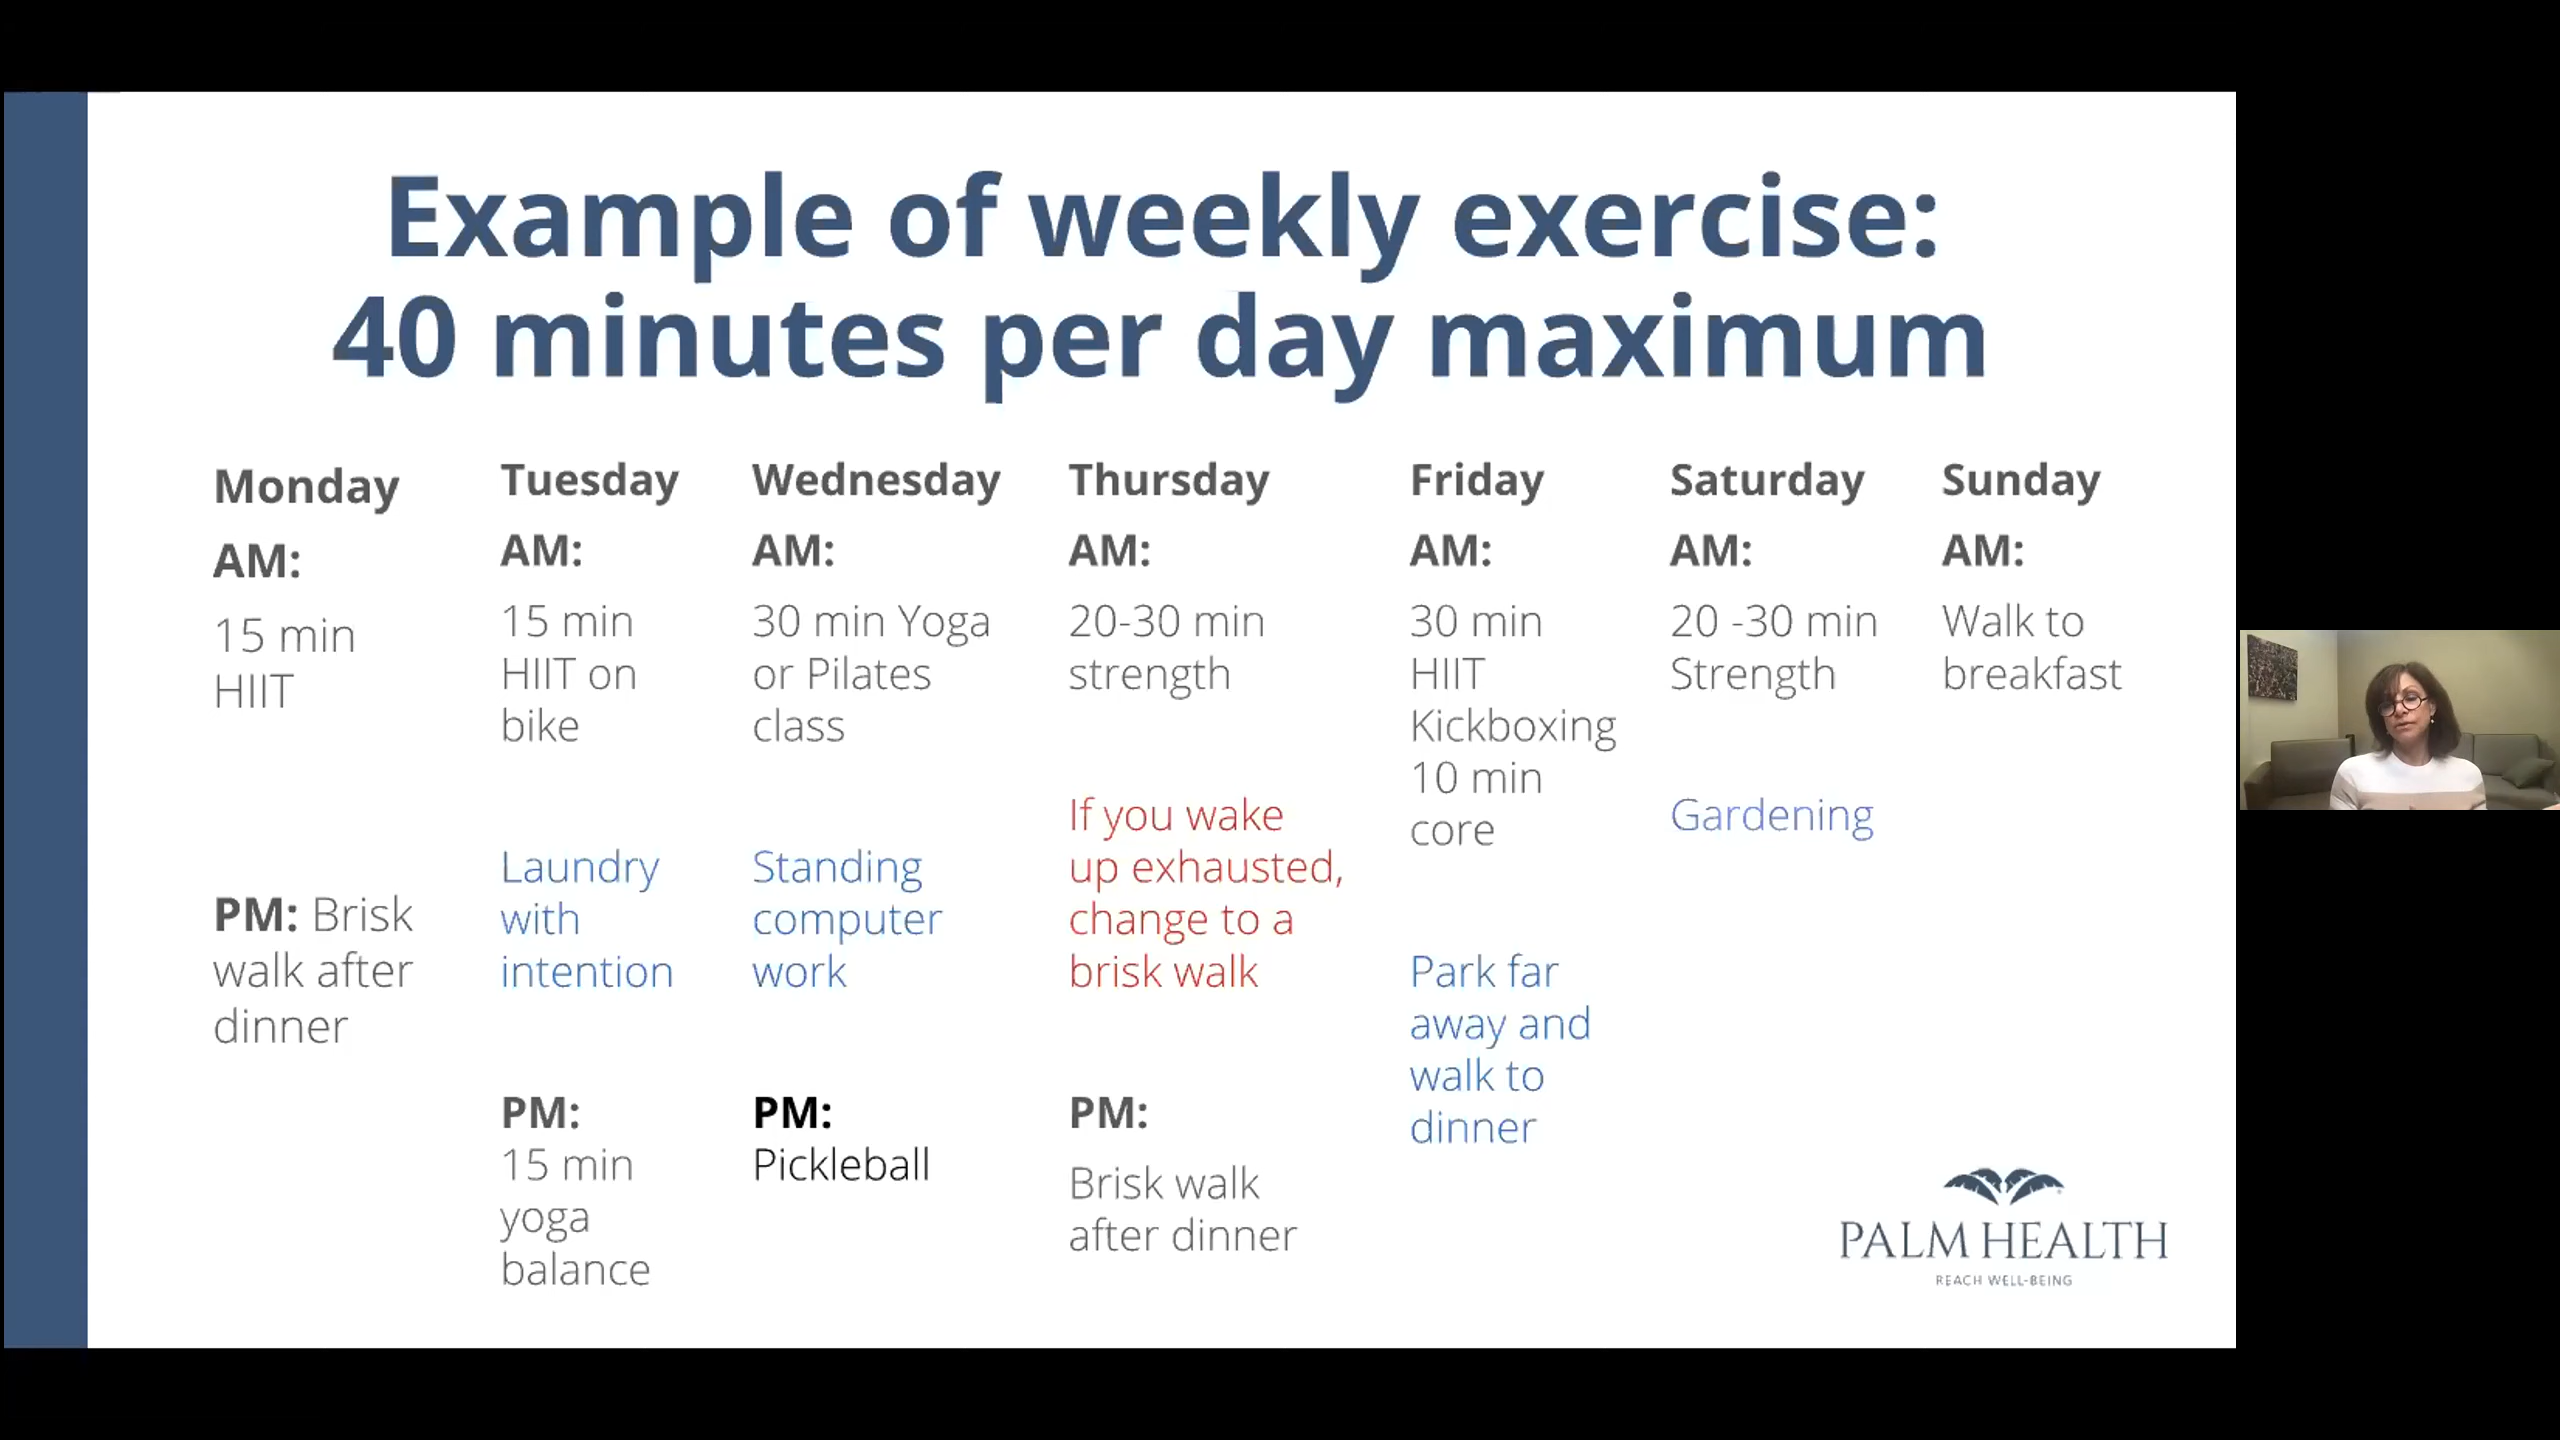 Example of weekly exercise:
40 minutes per day maximum
Monday
AM:
15 min
HIIT
PM: Brisk
walk after
dinner
Tuesday
AM:
15 min
HIIT on
bike
Laundry
with
intention
PM:
15 min
yoga
balance
Wednesday
AM:
30 min Yoga
or Pilates
class
Standing
computer
work
PM:
Pickleball
Thursday
AM:
20-30 min
strength
If you wake
up exhausted,
change to a
brisk walk
PM:
Brisk walk
after dinner
Friday
AM:
30 min
HIIT
Kickboxing
10 min
core
Park far
away and
walk to
dinner
Saturday
AM:
20 -30 min
Strength
Gardening
Sunday
AM:
Walk to
breakfast
PALM HEALTH
REACH WELL-BEING